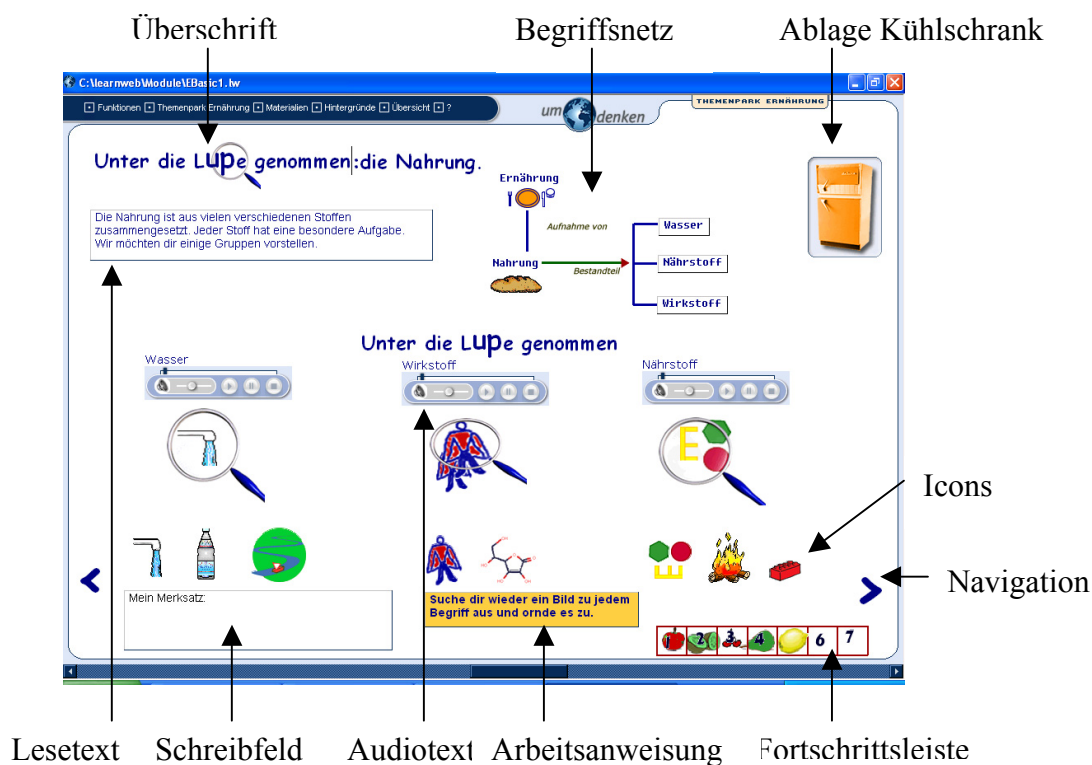 Überschrift
Begriffsnetz
Ablage Kühlschrank
C:\learnweb\Module\EBasic1.lw
Funktionen Themenpark Ernährung Materialien Hintergründe Übersicht ?
um denken
THEMENPARK ERNÄHRUNG
Unter die Lupe genommen:die Nahrung.
Die Nahrung ist aus vielen verschiedenen Stoffen
zusammengesetzt. Jeder Stoff hat eine besondere Aufgabe.
Wir möchten dir einige Gruppen vorstellen.
Ernährung
Aufnahme von
Nahrung
Bestandteil
Wasser
Nährstoff
Wirkstoff
Unter die Lupe genommen
Wasser
Wirkstoff
Nährstoff
E
Icons
Navigation
E
Mein Merksatz:
Suche dir wieder ein Bild zu jedem
Begriff aus und ornde es zu.
1 2 3 4 6 7
Lesetext
Schreibfeld
Audiotext
Arbeitsanweisung
Fortschrittsleiste